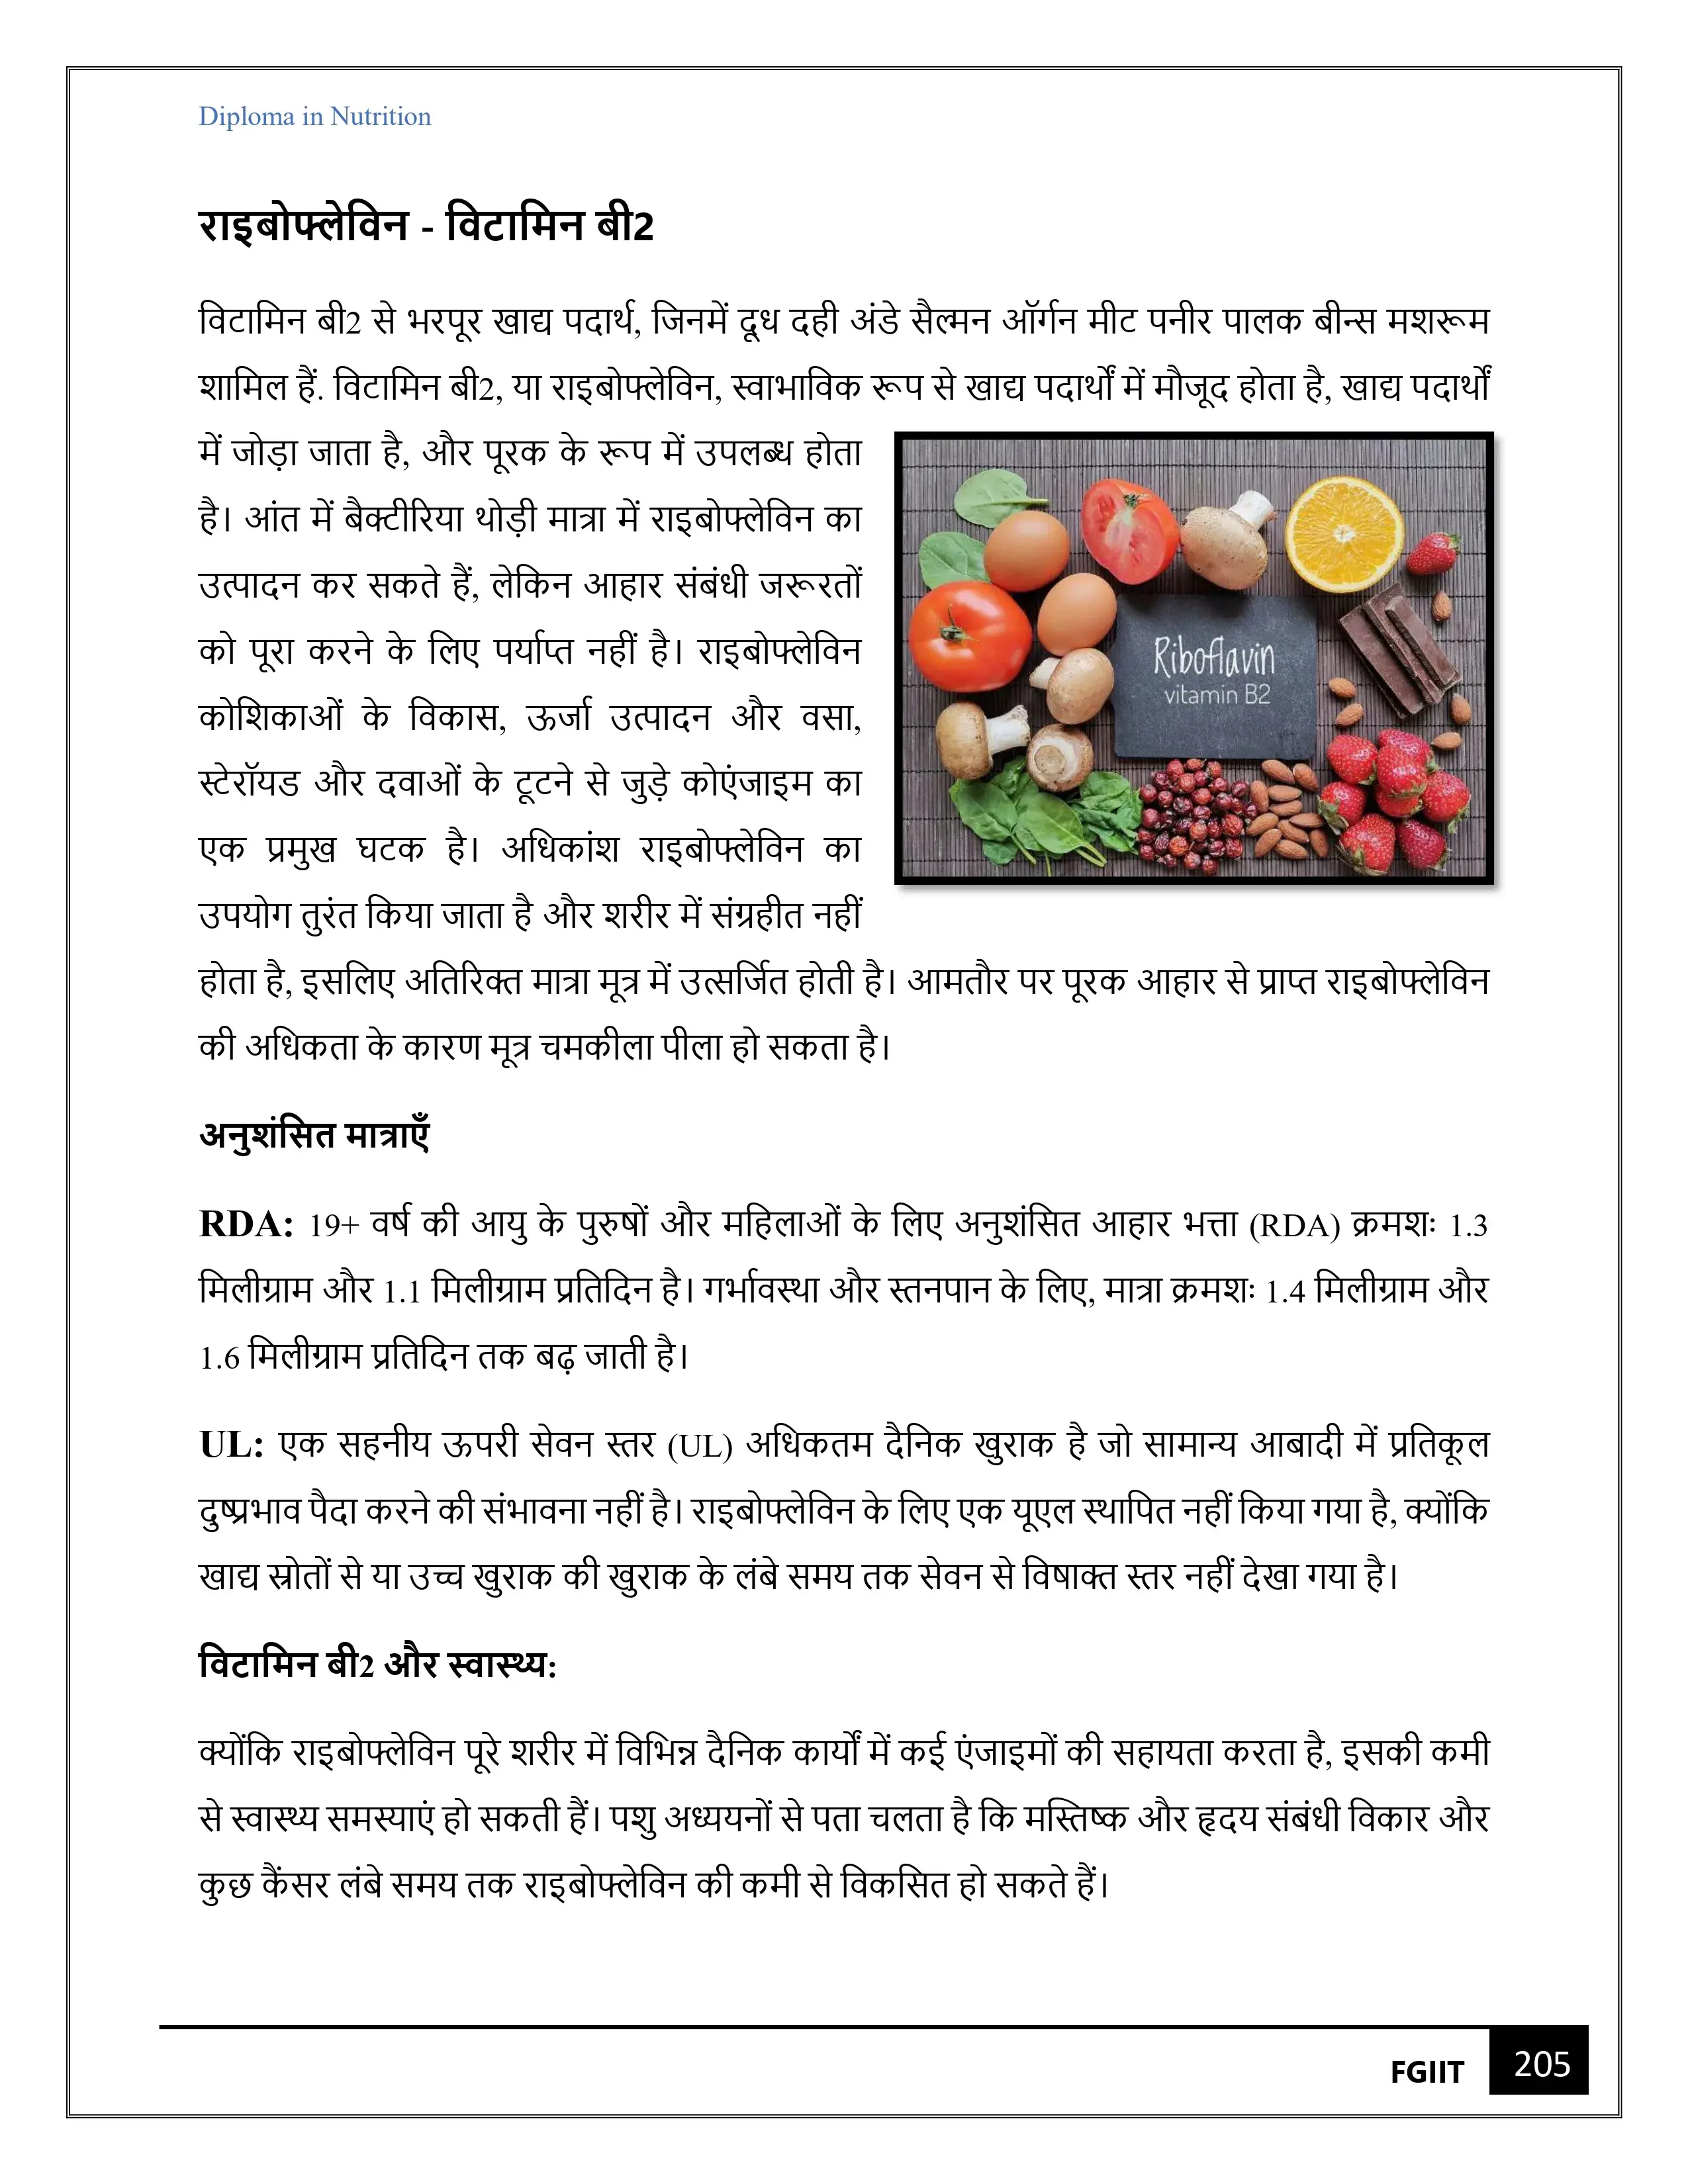 Diploma in Nutrition
राइबोफ्लेविन - विटामिन बी2
विटामिन बी2 से भरपूर खाद्य पदार्थ, जिनमें दूध दही अंडे सैल्मन ऑर्गन मीट पनीर पालक बीन्स मशरूम
शामिल हैं. विटामिन बी2, या राइबोफ्लेविन, स्वाभाविक रूप से खाद्य पदार्थों में मौजूद होता है, खाद्य पदार्थों
में जोड़ा जाता है, और पूरक के रूप में उपलब्ध होता
है। आंत में बैक्टीरिया थोड़ी मात्रा में राइबोफ्लेविन का
उत्पादन कर सकते हैं, लेकिन आहार संबंधी जरूरतों
को पूरा करने के लिए पर्याप्त नहीं है। राइबोफ्लेविन
कोशिकाओं के विकास, ऊर्जा उत्पादन और वसा,
स्टेरॉयड और दवाओं के टूटने से जुड़े कोएंजाइम का
एक प्रमुख घटक है। अधिकांश राइबोफ्लेविन का
उपयोग तुरंत किया जाता है और शरीर में संग्रहीत नहीं
Riboflavin
vitamin B2
होता है, इसलिए अतिरिक्त मात्रा मूत्र में उत्सर्जित होती है। आमतौर पर पूरक आहार से प्राप्त राइबोफ्लेविन
की अधिकता के कारण मूत्र चमकीला पीला हो सकता है।
अनुशंसित मात्राएँ
RDA: 19+ वर्ष की आयु के पुरुषों और महिलाओं के लिए अनुशंसित आहार भत्ता (RDA) क्रमशः 1.3
मिलीग्राम और 1.1 मिलीग्राम प्रतिदिन है। गर्भावस्था और स्तनपान के लिए, मात्रा क्रमशः 1.4 मिलीग्राम और
1.6 मिलीग्राम प्रतिदिन तक बढ़ जाती है।
UL: एक सहनीय ऊपरी सेवन स्तर (UL) अधिकतम दैनिक खुराक है जो सामान्य आबादी में प्रतिकूल
दुष्प्रभाव पैदा करने की संभावना नहीं है। राइबोफ्लेविन के लिए एक यूएल स्थापित नहीं किया गया है, क्योंकि
खाद्य स्रोतों से या उच्च खुराक की खुराक के लंबे समय तक सेवन से विषाक्त स्तर नहीं देखा गया है।
विटामिन बी2 और स्वास्थ्य:
क्योंकि राइबोफ्लेविन पूरे शरीर में विभिन्न दैनिक कार्यों में कई एंजाइमों की सहायता करता है, इसकी कमी
से स्वास्थ्य समस्याएं हो सकती हैं। पशु अध्ययनों से पता चलता है कि मस्तिष्क और हृदय संबंधी विकार और
कुछ कैंसर लंबे समय तक राइबोफ्लेविन की कमी से विकसित हो सकते हैं।
FGIIT 205